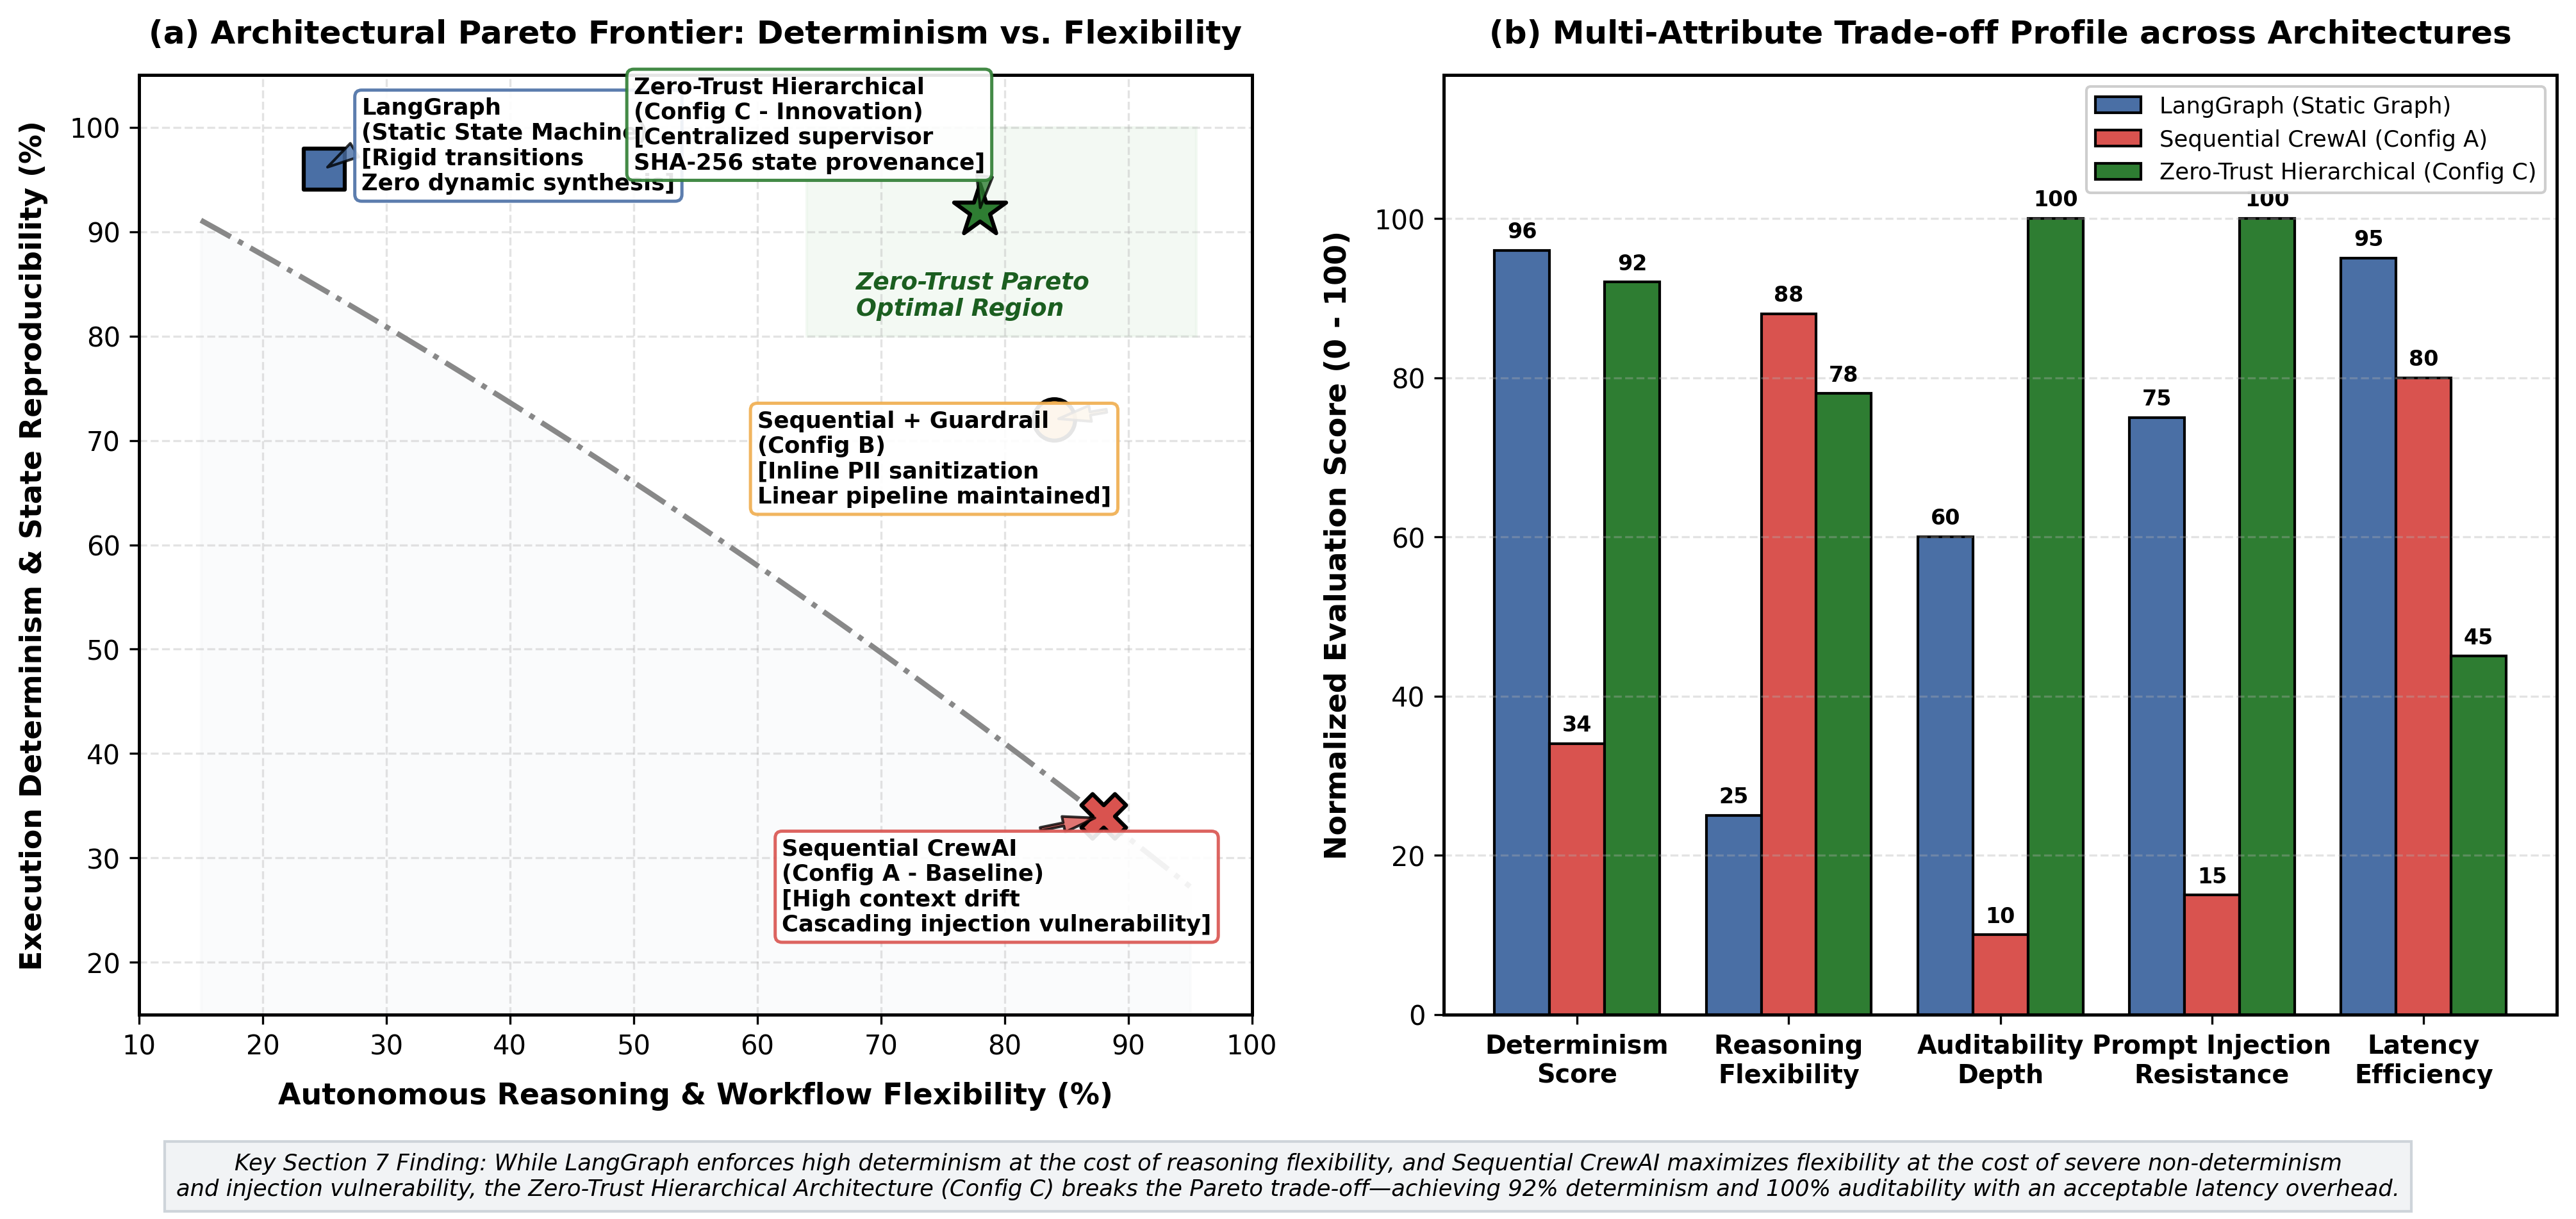 (a) Architectural Pareto Frontier: Determinism vs. Flexibility
Execution Determinism & State Reproducibility (%)
100
90
80
70
60
50
40
30
20
LangGraph
(Static State Machine
[Rigid transitions
Zero dynamic synthesis]
Zero-Trust Hierarchical
(Config C - Innovation)
[Centralized supervisor
SHA-256 state provenance]
Zero-Trust Pareto
Optimal Region
Sequential + Guardrail
(Config B)
[Inline PII sanitization
Linear pipeline maintained]
Sequential CrewAI
(Config A - Baseline)
[High context drift
Cascading injection vulnerability]
10 20 30 40 50 60 70 80 90 100
Autonomous Reasoning & Workflow Flexibility (%)
(b) Multi-Attribute Trade-off Profile across Architectures
Normalized Evaluation Score (0 - 100)
100
80
60
40
20
0
LangGraph (Static Graph)
Sequential CrewAI (Config A)
Zero-Trust Hierarchical (Config C)
96
34
92
25
88
78
60
10
100
75
15
100
95
80
45
Determinism
Score
Reasoning
Flexibility
Auditability
Depth
Prompt Injection
Resistance
Latency
Efficiency
Key Section 7 Finding: While LangGraph enforces high determinism at the cost of reasoning flexibility, and Sequential CrewAI maximizes flexibility at the cost of severe non-determinism
and injection vulnerability, the Zero-Trust Hierarchical Architecture (Config C) breaks the Pareto trade-off—achieving 92% determinism and 100% auditability with an acceptable latency overhead.